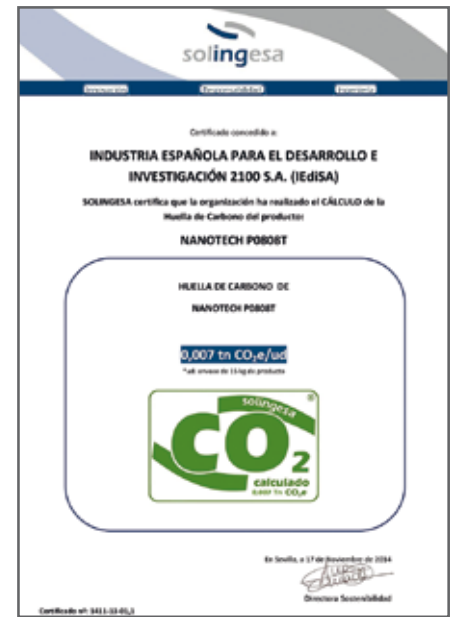 solingesa
Innovación Responsabilidad Ingeniería
Certificado concedido a:
INDUSTRIA ESPAÑOLA PARA EL DESARROLLO E
INVESTIGACIÓN 2100 S.A. (IEdiSA)
SOLINGESA certifica que la organización ha realizado el CÁLCULO de la
Huella de Carbono del producto:
NANOTECH P0808T
HUELLA DE CARBONO DE
NANOTECH P0808T
0,007 tn CO₂e/ud
*ud: envase de 15 kg de producto
solingesa ®
CO2
calculado
0,007 Tn CO₂e
En Sevilla, a 17 de Noviembre de 2014
Directora Sostenibilidad
Certificado nº: 1411-12-01,1